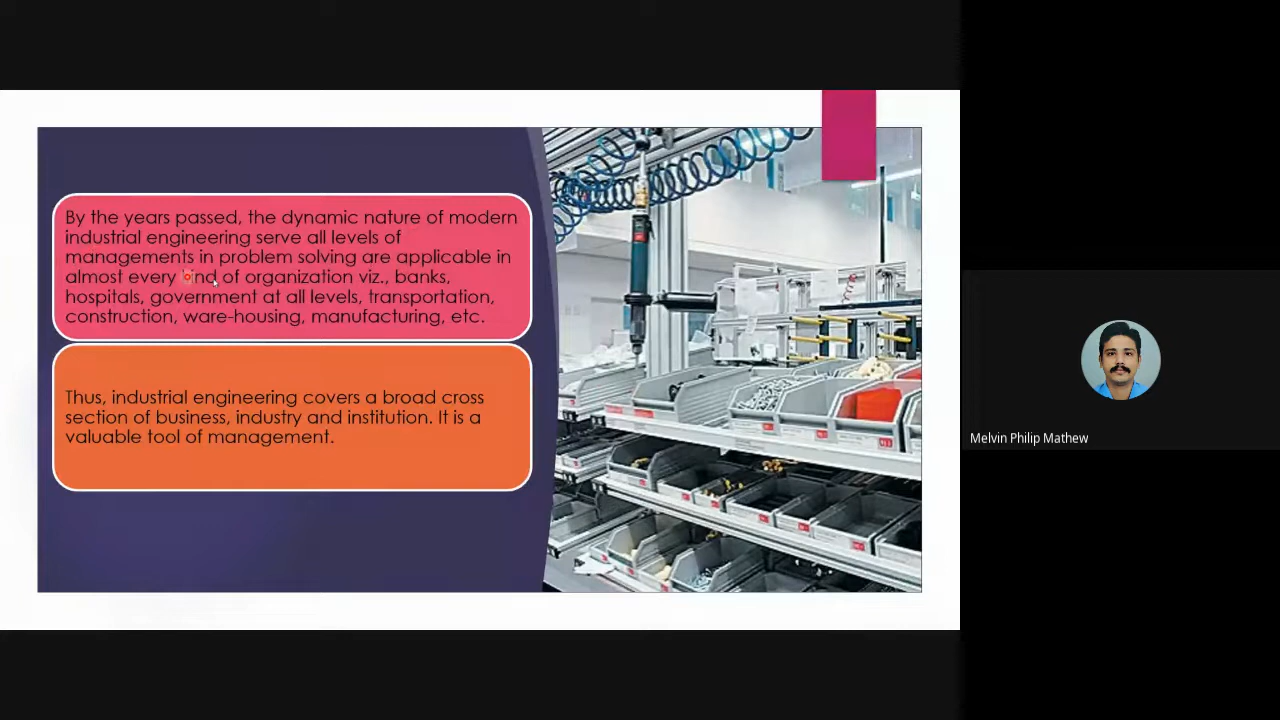 By the years passed, the dynamic nature of modern
industrial engineering serve all levels of
managements in problem solving are applicable in
almost every kind of organization viz., banks,
hospitals, government at all levels, transportation,
construction, ware-housing, manufacturing, etc.
Thus, industrial engineering covers a broad cross
section of business, industry and institution. It is a
valuable tool of management.
Melvin Philip Mathew